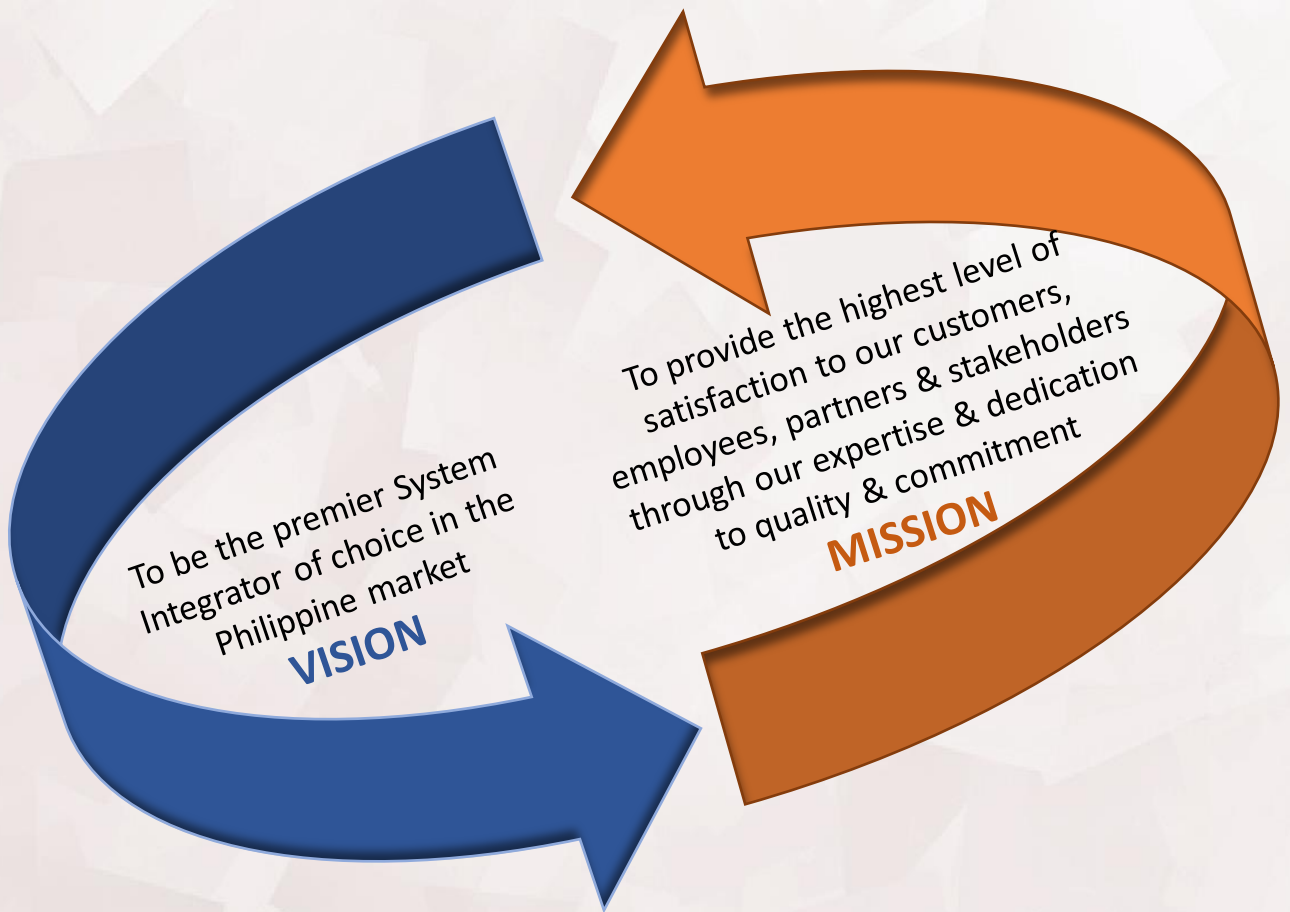 To be the premier System
Integrator of choice in the
Philippine market
VISION
To provide the highest level of
satisfaction to our customers,
employees, partners & stakeholders
through our expertise & dedication
to quality & commitment
MISSION